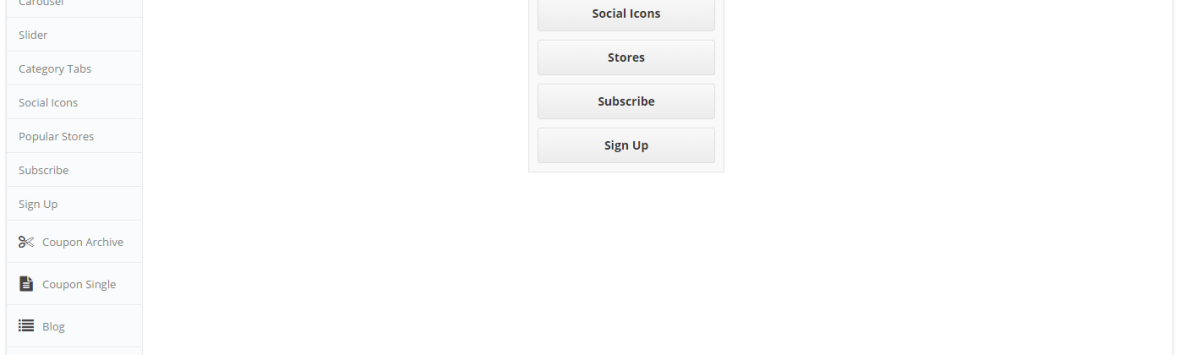 Carousel
Slider
Category Tabs
Social Icons
Popular Stores
Subscribe
Sign Up
Coupon Archive
Coupon Single
Blog
Social Icons
Stores
Subscribe
Sign Up